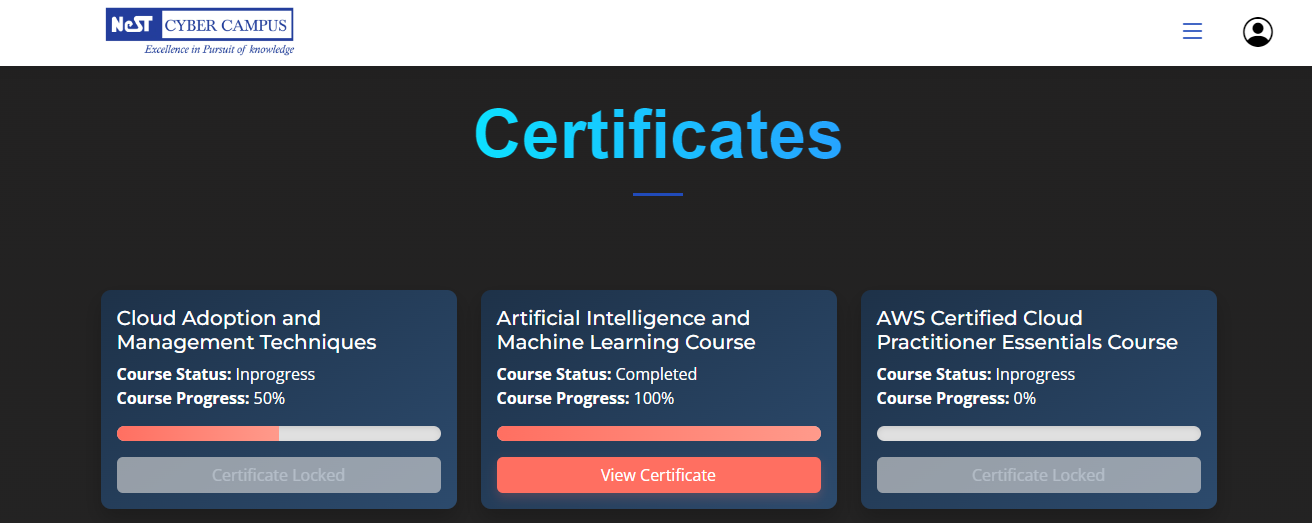 NeST CYBER CAMPUS
Excellence in Pursuit of knowledge
Certificates
Cloud Adoption and
Management Techniques
Course Status: Inprogress
Course Progress: 50%
Certificate Locked
Artificial Intelligence and
Machine Learning Course
Course Status: Completed
Course Progress: 100%
View Certificate
AWS Certified Cloud
Practitioner Essentials Course
Course Status: Inprogress
Course Progress: 0%
Certificate Locked